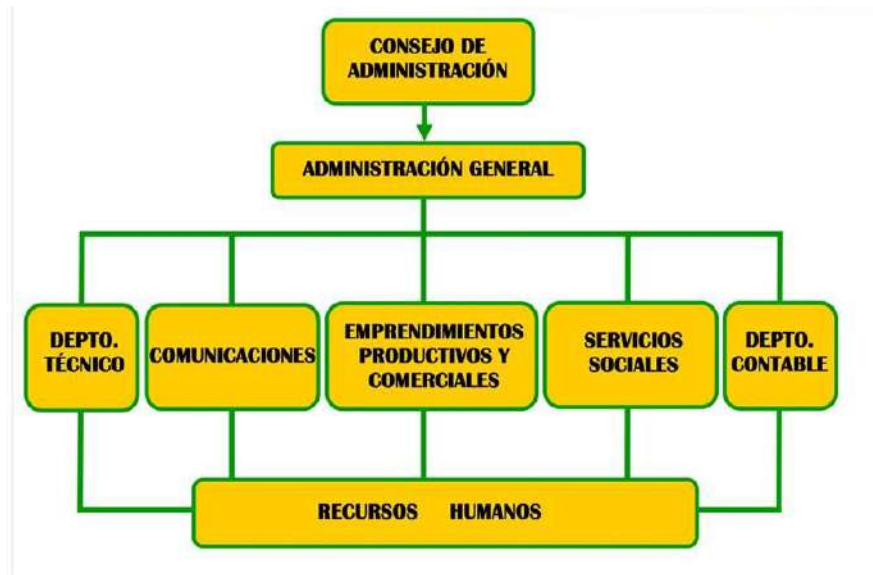 CONSEJO DE
ADMINISTRACIÓN
ADMINISTRACIÓN GENERAL
DEPTO.
TÉCNICO
COMUNICACIONES
EMPRENDIMIENTOS
PRODUCTIVOS Y
COMERCIALES
SERVICIOS
SOCIALES
DEPTO.
CONTABLE
RECURSOS HUMANOS